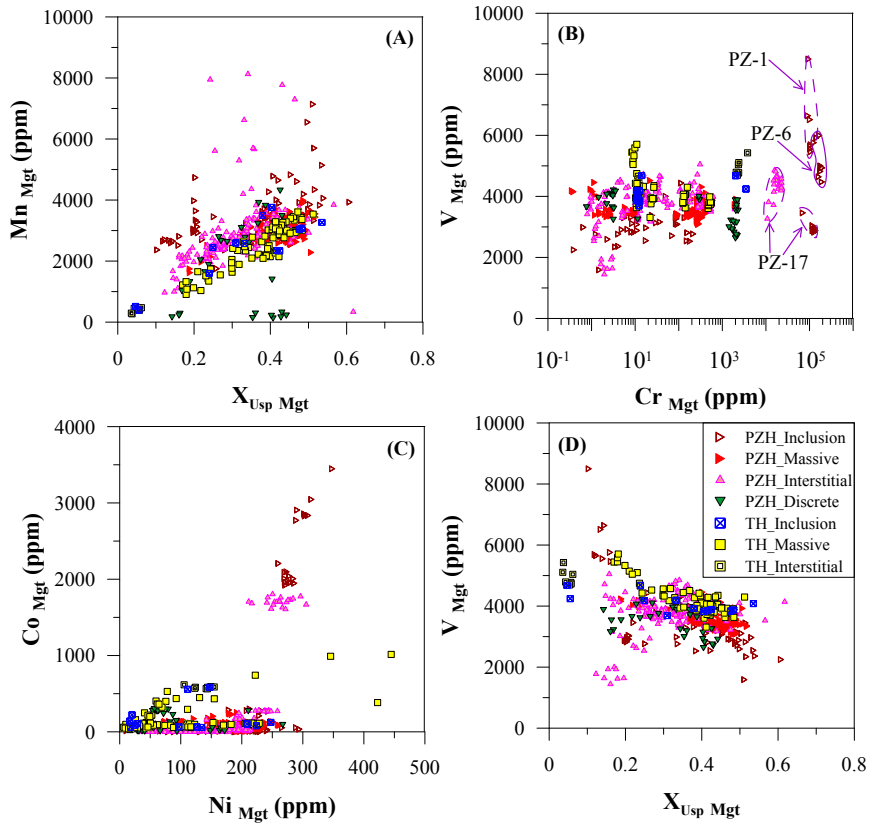 (A)
10000
8000
6000
4000
2000
0
Mn Mgt (ppm)
0
0.2
0.4
0.6
0.8
X Usp Mgt
(B)
10000
8000
6000
4000
2000
0
V Mgt (ppm)
PZ-1
PZ-6
PZ-17
10-1
101
103
105
Cr Mgt (ppm)
(C)
4000
3000
2000
1000
0
Co Mgt (ppm)
0
100
200
300
400
500
Ni Mgt (ppm)
(D)
10000
8000
6000
4000
2000
0
V Mgt (ppm)
PZH_Inclusion
PZH_Massive
PZH_Interstitial
PZH_Discrete
TH_Inclusion
TH_Massive
TH_Interstitial
0
0.2
0.4
0.6
0.8
X Usp Mgt